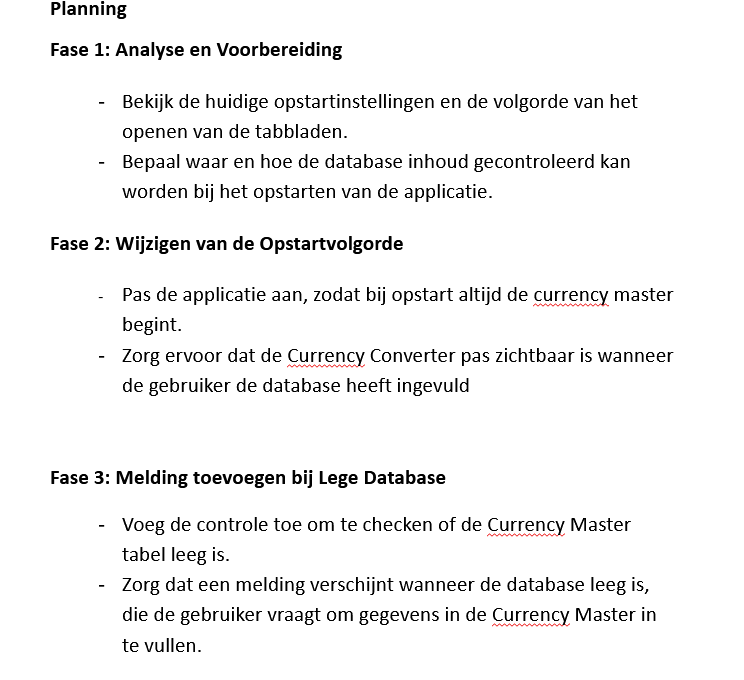 Planning
Fase 1: Analyse en Voorbereiding
- Bekijk de huidige opstartinstellingen en de volgorde van het
openen van de tabbladen.
- Bepaal waar en hoe de database inhoud gecontroleerd kan
worden bij het opstarten van de applicatie.
Fase 2: Wijzigen van de Opstartvolgorde
- Pas de applicatie aan, zodat bij opstart altijd de currency master
begint.
- Zorg ervoor dat de Currency Converter pas zichtbaar is wanneer
de gebruiker de database heeft ingevuld
Fase 3: Melding toevoegen bij Lege Database
- Voeg de controle toe om te checken of de Currency Master
tabel leeg is.
- Zorg dat een melding verschijnt wanneer de database leeg is,
die de gebruiker vraagt om gegevens in de Currency Master in
te vullen.